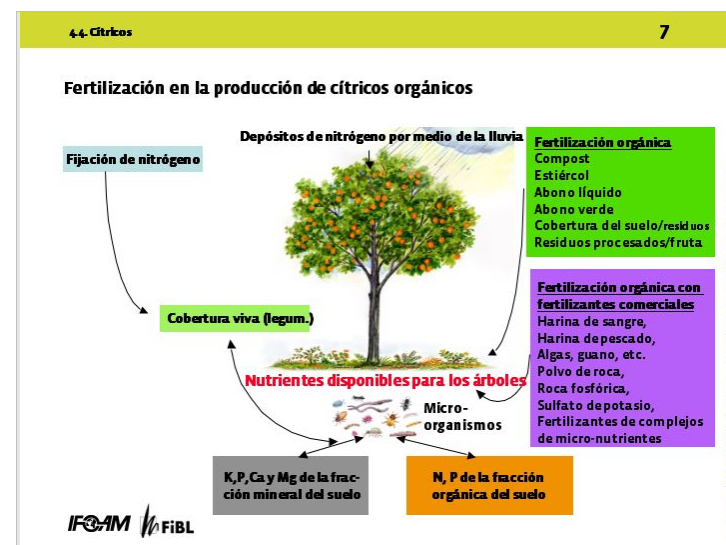 4.4. Cítricos
7
Fertilización en la producción de cítricos orgánicos
Depósitos de nitrógeno por medio de la lluvia
Fijación de nitrógeno
Fertilización orgánica
Compost
Estiércol
Abono líquido
Abono verde
Cobertura del suelo/residuos
Residuos procesados/fruta
Fertilización orgánica con
fertilizantes comerciales
Harina de sangre,
Harina de pescado,
Algas, guano, etc.
Polvo de roca,
Roca fosfórica,
Sulfato de potasio,
Fertilizantes de complejos
de micro-nutrientes
Cobertura viva (legum.)
Nutrientes disponibles para los árboles
Micro-
organismos
K,P,Ca y Mg de la frac-
ción mineral del suelo
N, P de la fracción
orgánica del suelo
IFOAM FiBL